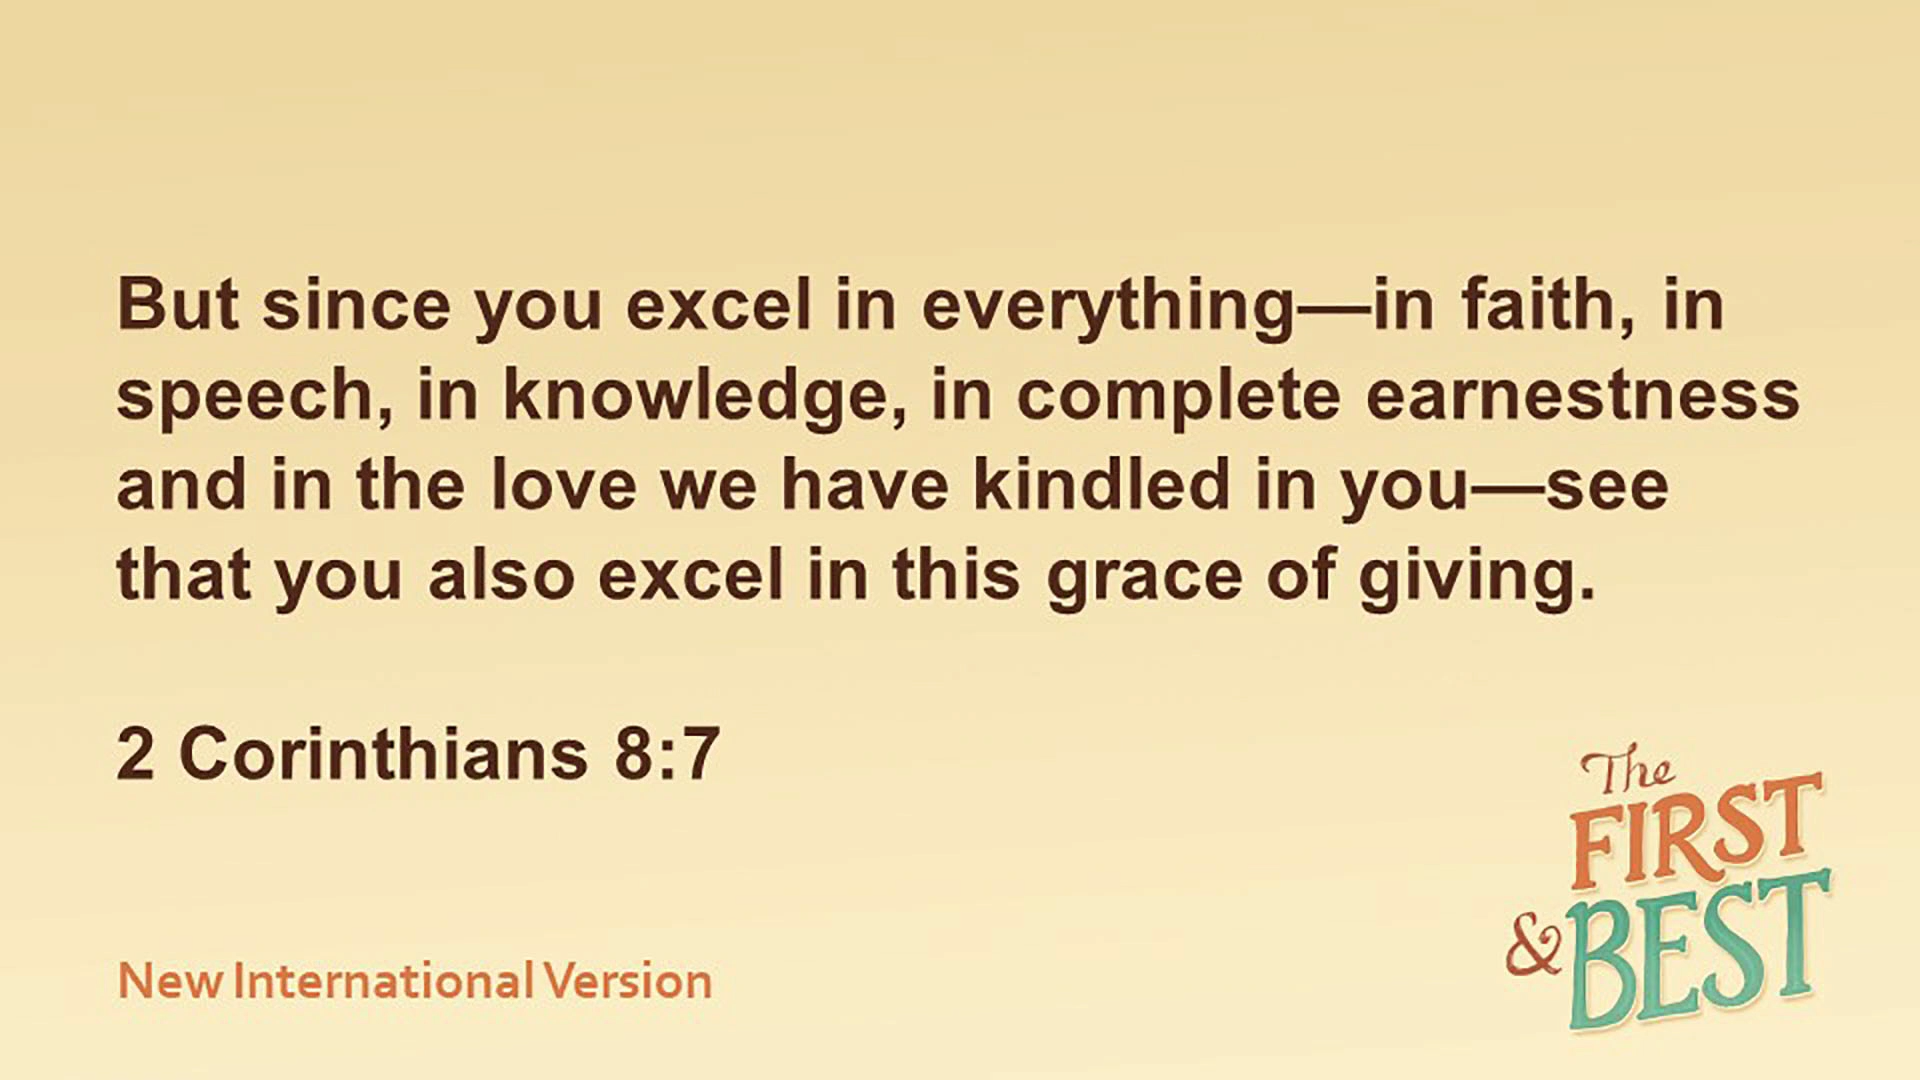 But since you excel in everything—in faith, in
speech, in knowledge, in complete earnestness
and in the love we have kindled in you—see
that you also excel in this grace of giving.
2 Corinthians 8:7
The
FIRST
& BEST
New International Version